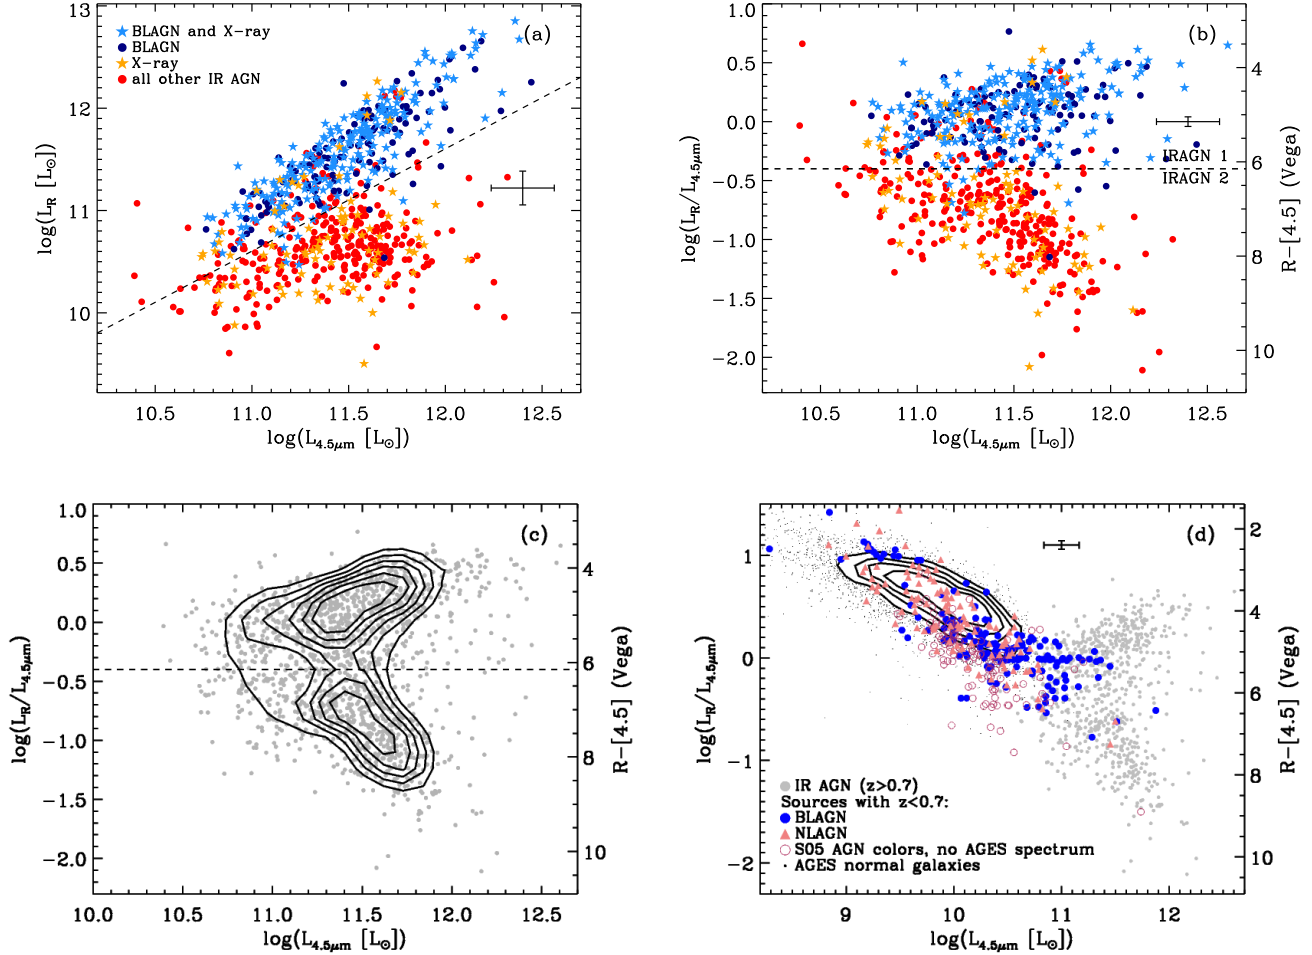 (a)
BLAGN and X-ray
BLAGN
X-ray
all other IR AGN
13
12
11
10
log(L_R [L_⊙])
10.5 11.0 11.5 12.0 12.5
log(L_4.5μm [L_⊙])
(b)
1.0
0.5
0.0
−0.5
−1.0
−1.5
−2.0
log(L_R/L_4.5μm)
IRAGN 1
IRAGN 2
4
6
8
10
R−[4.5] (Vega)
10.5 11.0 11.5 12.0 12.5
log(L_4.5μm [L_⊙])
(c)
1.0
0.5
0.0
−0.5
−1.0
−1.5
−2.0
log(L_R/L_4.5μm)
4
6
8
10
R−[4.5] (Vega)
10.0 10.5 11.0 11.5 12.0 12.5
log(L_4.5μm [L_⊙])
(d)
1
0
−1
−2
log(L_R/L_4.5μm)
IR AGN (z>0.7)
Sources with z<0.7:
BLAGN
NLAGN
S05 AGN colors, no AGES spectrum
AGES normal galaxies
2
4
6
8
10
R−[4.5] (Vega)
9 10 11 12
log(L_4.5μm [L_⊙])